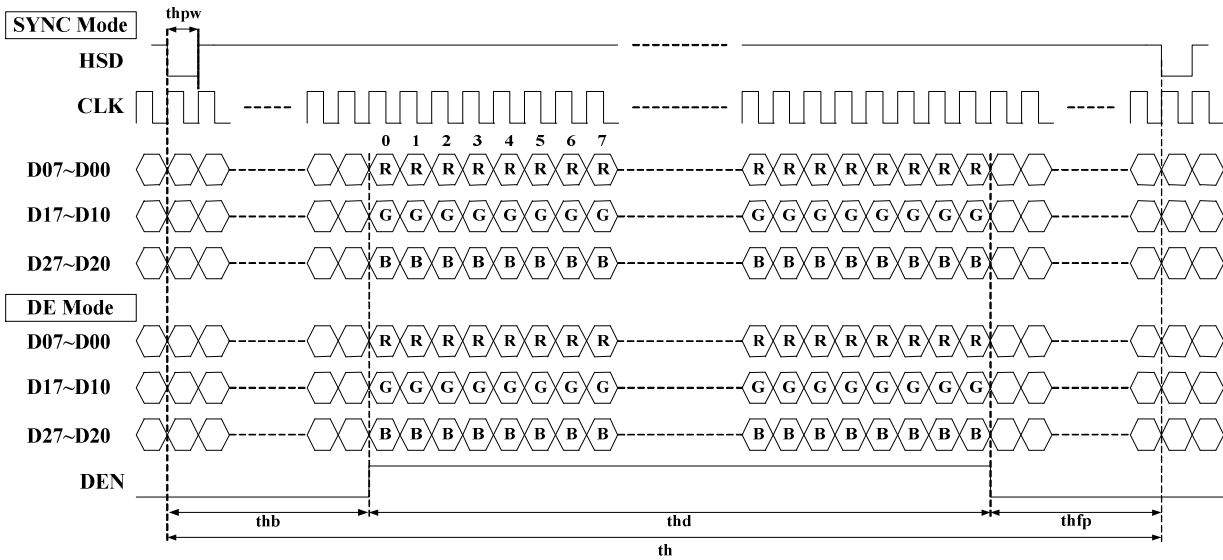 thpw
SYNC Mode
HSD
CLK
0 1 2 3 4 5 6 7
D07~D00 R R R R R R R R R R R R R R R R
D17~D10 G G G G G G G G G G G G G G G G
D27~D20 B B B B B B B B B B B B B B B B
DE Mode
D07~D00 R R R R R R R R R R R R R R R R
D17~D10 G G G G G G G G G G G G G G G G
D27~D20 B B B B B B B B B B B B B B B B
DEN
thb thd thfp
th